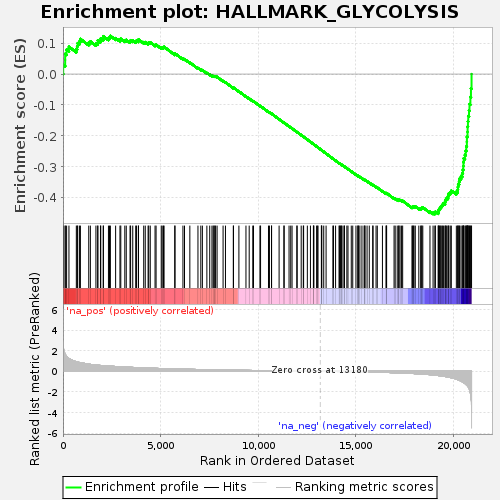 Enrichment plot: HALLMARK_GLYCOLYSIS
Enrichment score (ES)
0.1
0.0
-0.1
-0.2
-0.3
-0.4
'na_pos' (positively correlated)
Ranked list metric (PreRanked)
6
4
2
0
-2
-4
-6
Zero cross at 13180
'na_neg' (negatively correlated)
0
5,000
10,000
15,000
20,000
Rank in Ordered Dataset
Enrichment profile
Hits
Ranking metric scores